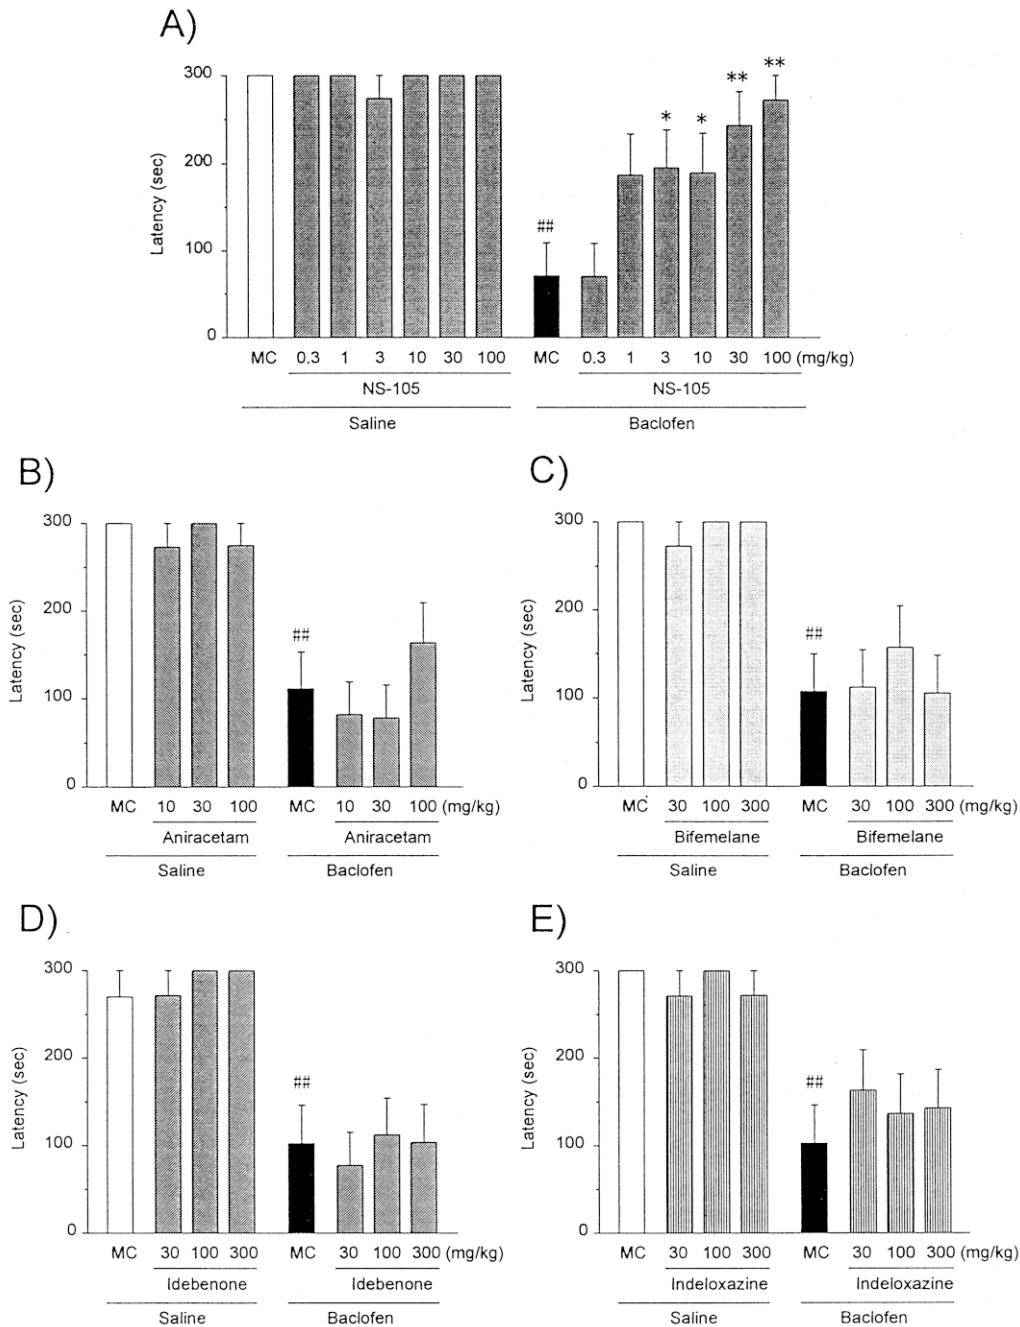 A)
Latency (sec)
300
200
100
0
##
*
*
**
**
MC 0.3 1 3 10 30 100 MC 0.3 1 3 10 30 100 (mg/kg)
NS-105 NS-105
Saline Baclofen
B)
Latency (sec)
300
200
100
0
##
MC 10 30 100 MC 10 30 100 (mg/kg)
Aniracetam Aniracetam
Saline Baclofen
C)
Latency (sec)
300
200
100
0
##
MC 30 100 300 MC 30 100 300 (mg/kg)
Bifemelane Bifemelane
Saline Baclofen
D)
Latency (sec)
300
200
100
0
##
MC 30 100 300 MC 30 100 300 (mg/kg)
Idebenone Idebenone
Saline Baclofen
E)
Latency (sec)
300
200
100
0
##
MC 30 100 300 MC 30 100 300 (mg/kg)
Indeloxazine Indeloxazine
Saline Baclofen